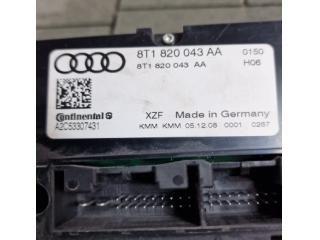 8T1 820 043 AA 0150
8T1 820 043 AA H06
Continental
A2C53307431
XZF Made in Germany
KMM KMM 05.12.08 0001 0267